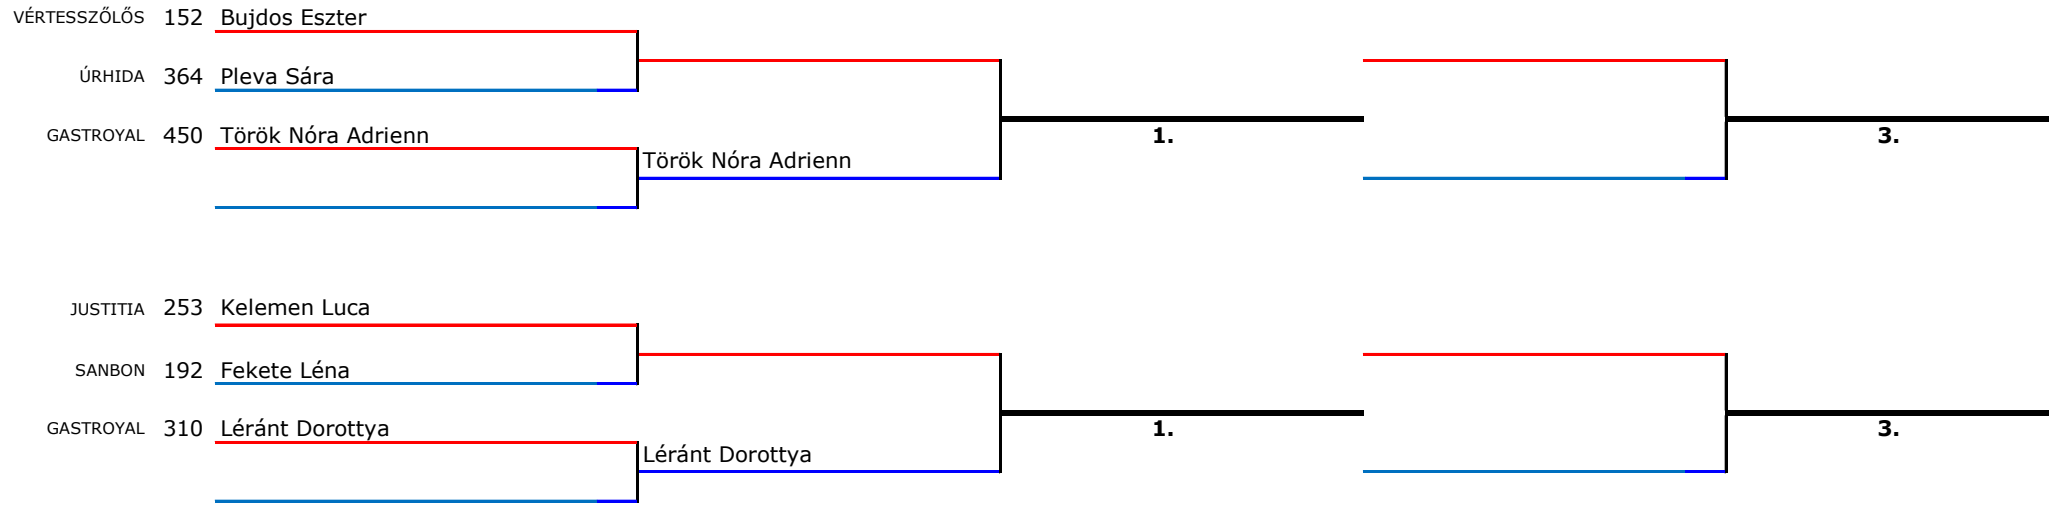 VÉRTESSZŐLŐS 152 Bujdos Eszter
ÚRHIDA 364 Pleva Sára
GASTROYAL 450 Török Nóra Adrienn
1.
3.
Török Nóra Adrienn
JUSTITIA 253 Kelemen Luca
SANBON 192 Fekete Léna
GASTROYAL 310 Léránt Dorottya
1.
3.
Léránt Dorottya